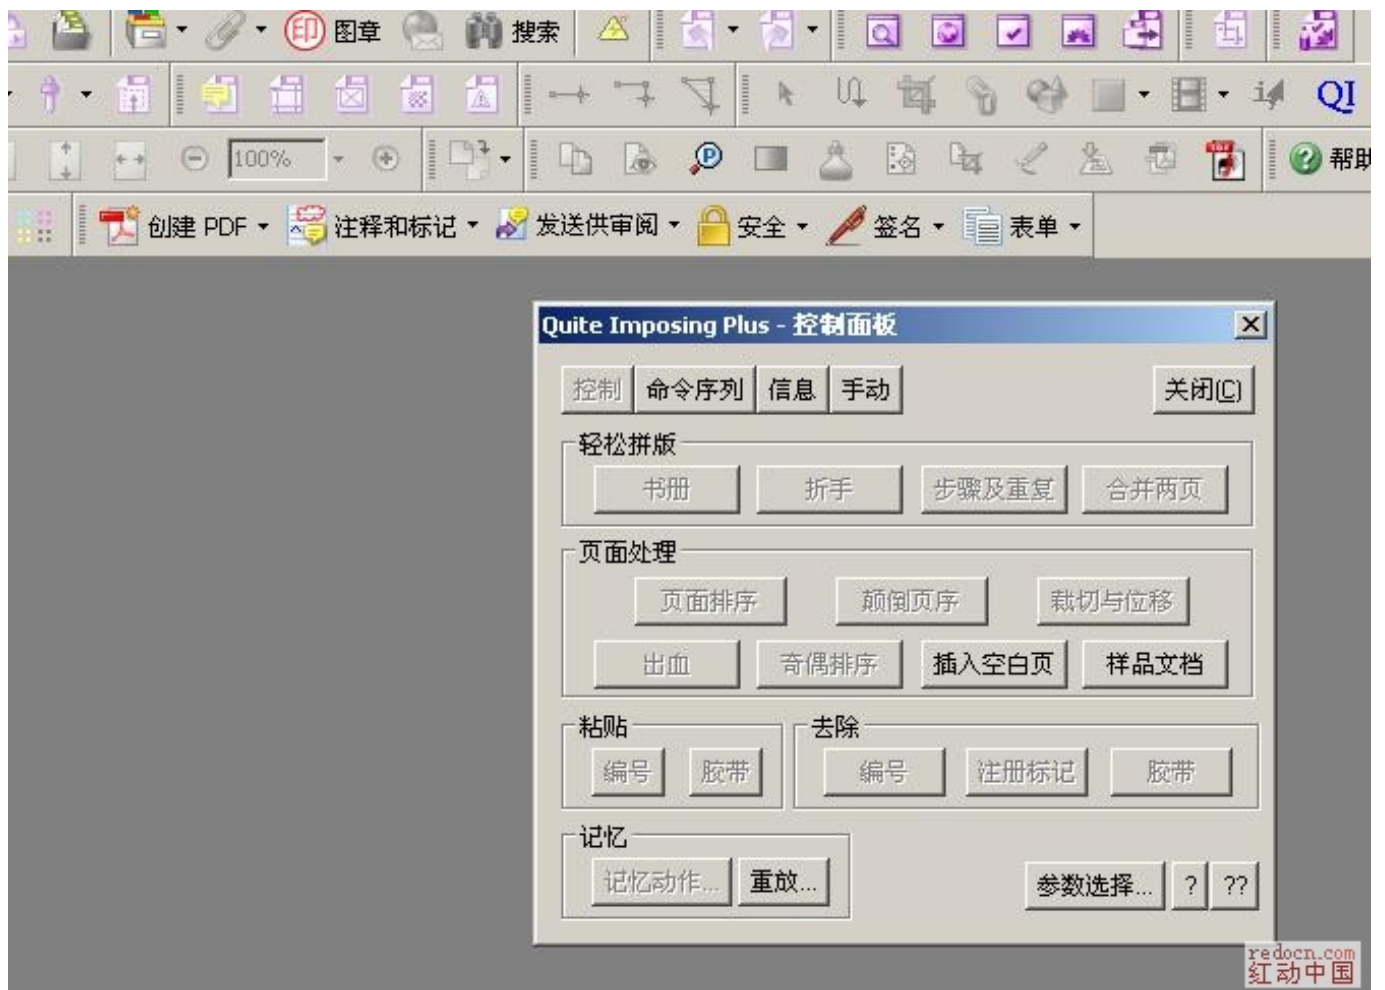 印 图章 搜索
QI
100% 帮助
创建 PDF 注释和标记 发送供审阅 安全 签名 表单
Quite Imposing Plus - 控制面板
控制 命令序列 信息 手动 关闭(C)
轻松拼版
书册 折手 步骤及重复 合并两页
页面处理
页面排序 颠倒页序 裁切与位移
出血 奇偶排序 插入空白页 样品文档
粘贴 去除
编号 胶带 编号 注册标记 胶带
记忆
记忆动作... 重放... 参数选择... ? ??
redocn.com
红动中国